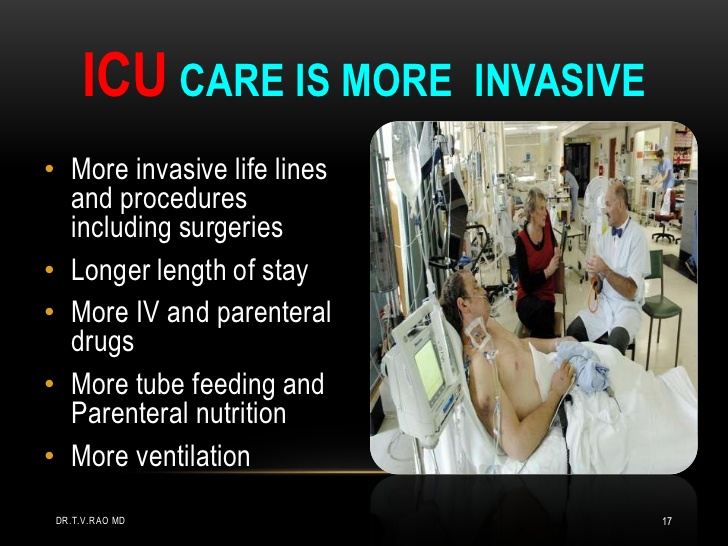 ICU CARE IS MORE  INVASIVE
• More invasive life lines
and procedures
including surgeries
• Longer length of stay
• More IV and parenteral
drugs
• More tube feeding and
Parenteral nutrition
• More ventilation
DR.T.V.RAO MD
17